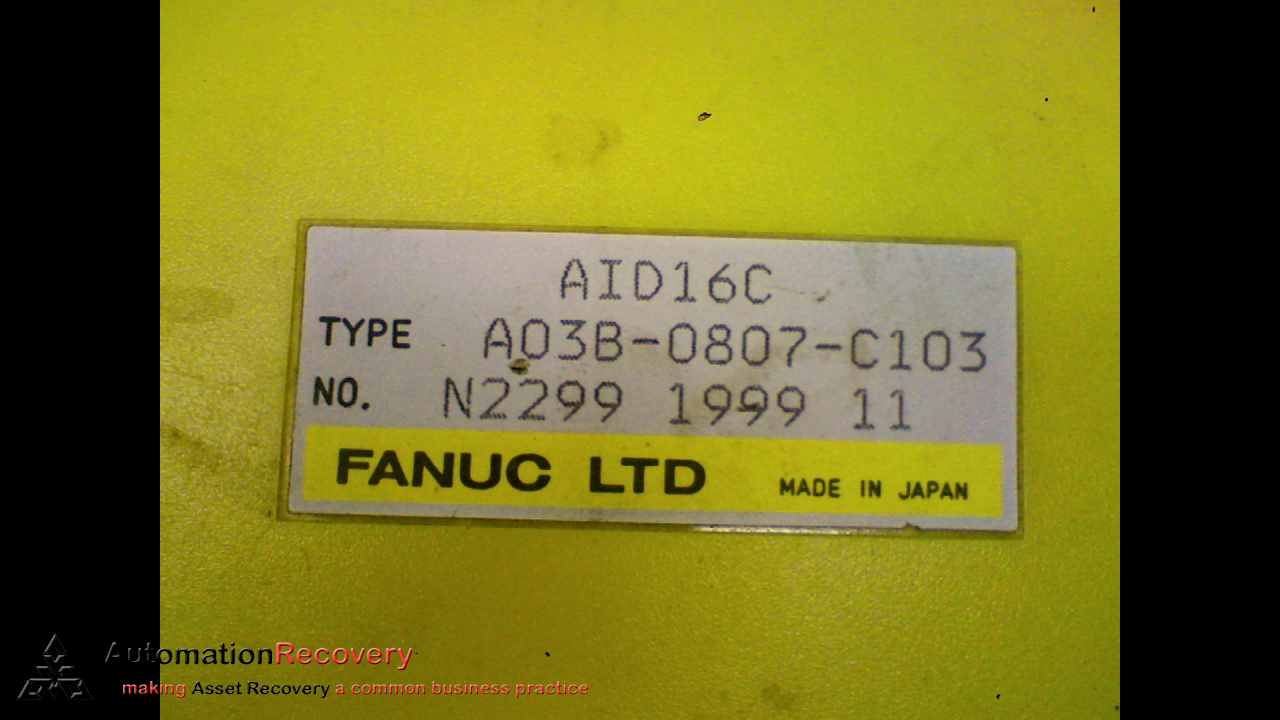 AID16C
TYPE A03B-0807-C103
NO. N2299 1999 11
FANUC LTD MADE IN JAPAN
AutomationRecovery
making Asset Recovery a common business practice